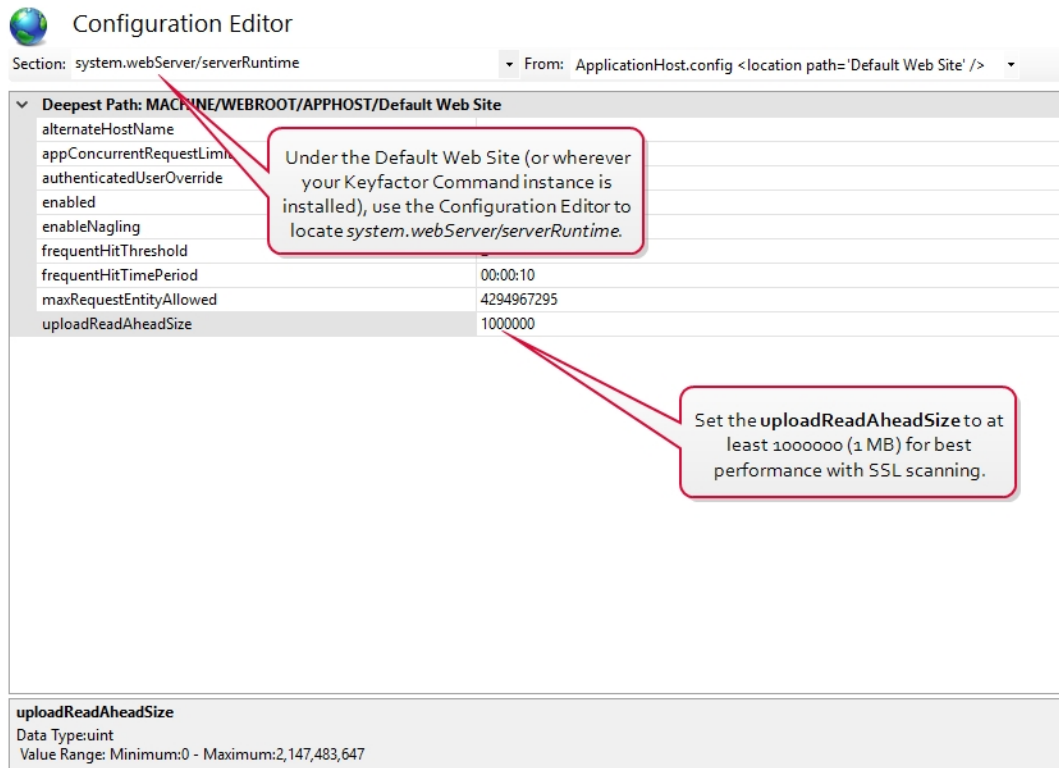 Configuration Editor
Section: system.webServer/serverRuntime From: ApplicationHost.config <location path='Default Web Site' />
Deepest Path: MACHINE/WEBROOT/APPHOST/Default Web Site
alternateHostName
authenticatedUserOverride
enabled
enableNagling
frequentHitThreshold
frequentHitTimePeriod 00:00:10
maxRequestEntityAllowed 4294967295
uploadReadAheadSize 1000000
Under the Default Web Site (or wherever
your Keyfactor Command instance is
installed), use the Configuration Editor to
locate system.webServer/serverRuntime.
Set the uploadReadAheadSize to at
least 1000000 (1 MB) for best
performance with SSL scanning.
uploadReadAheadSize
Data Type:uint
Value Range: Minimum:0 - Maximum:2,147,483,647